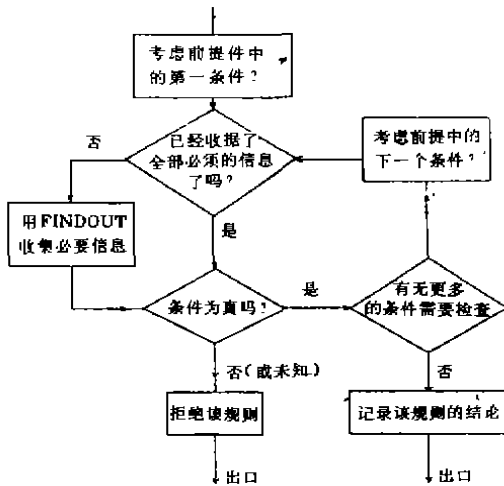 考虑前提件中
的第一条件?
已经收据了
全部必须的信息
了吗?
否
考虑前提中的
下一个条件?
用FINDOUT
收集必要信息
是
条件为真吗?
是
有无更多
的条件需要检查
否(或未知)
否
拒绝该规则
记录该规则的结论
出口
出口